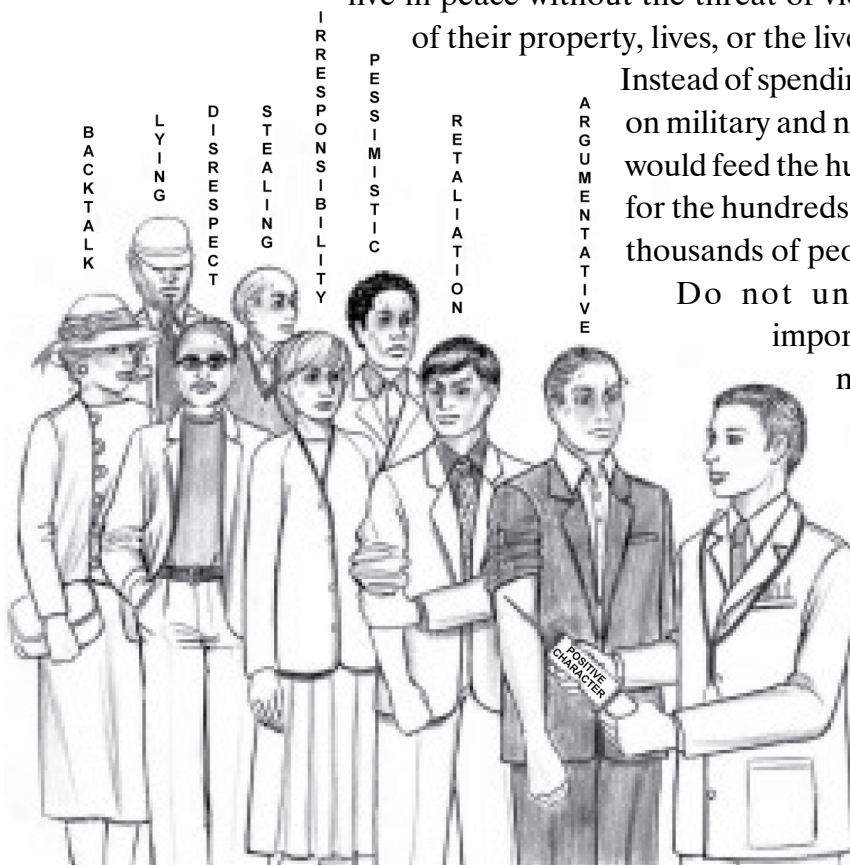 live in peace without the threat of
of their property, lives, or the live
Instead of spendin
on military and n
would feed the hu
for the hundreds
thousands of peo
Do not un
impor
n
BACKTALK
LYING
DISRESPECT
STEALING
IRRESPONSIBILITY
PESSIMISTIC
RETALIATION
ARGUMENTATIVE
POSITIVE
CHARACTER